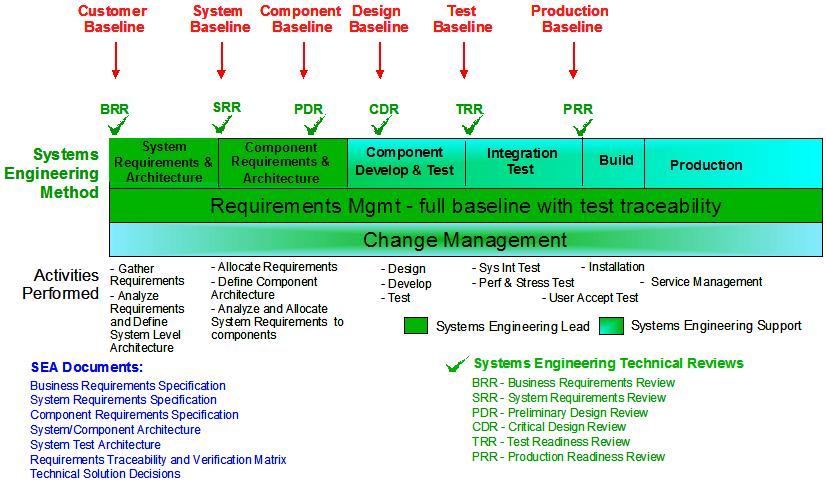 Customer Baseline
System Baseline
Component Baseline
Design Baseline
Test Baseline
Production Baseline
BRR
SRR
PDR
CDR
TRR
PRR
Systems
Engineering
Method
System
Requirements &
Architecture
Component
Requirements &
Architecture
Component
Develop & Test
Integration
Test
Build
Production
Requirements Mgmt - full baseline with test traceability
Change Management
Activities
Performed
- Gather
Requirements
- Analyze
Requirements
and Define
System Level
Architecture
- Allocate Requirements
- Define Component
Architecture
- Analyze and Allocate
System Requirements to
components
- Design
- Develop
- Test
- Sys Int Test
- Perf & Stress Test
- User Accept Test
- Installation
- Service Management
Systems Engineering Lead
Systems Engineering Support
SEA Documents:
Business Requirements Specification
System Requirements Specification
Component Requirements Specification
System/Component Architecture
System Test Architecture
Requirements Traceability and Verification Matrix
Technical Solution Decisions
Systems Engineering Technical Reviews
BRR - Business Requirements Review
SRR - System Requirements Review
PDR - Preliminary Design Review
CDR - Critical Design Review
TRR - Test Readiness Review
PRR - Production Readiness Review